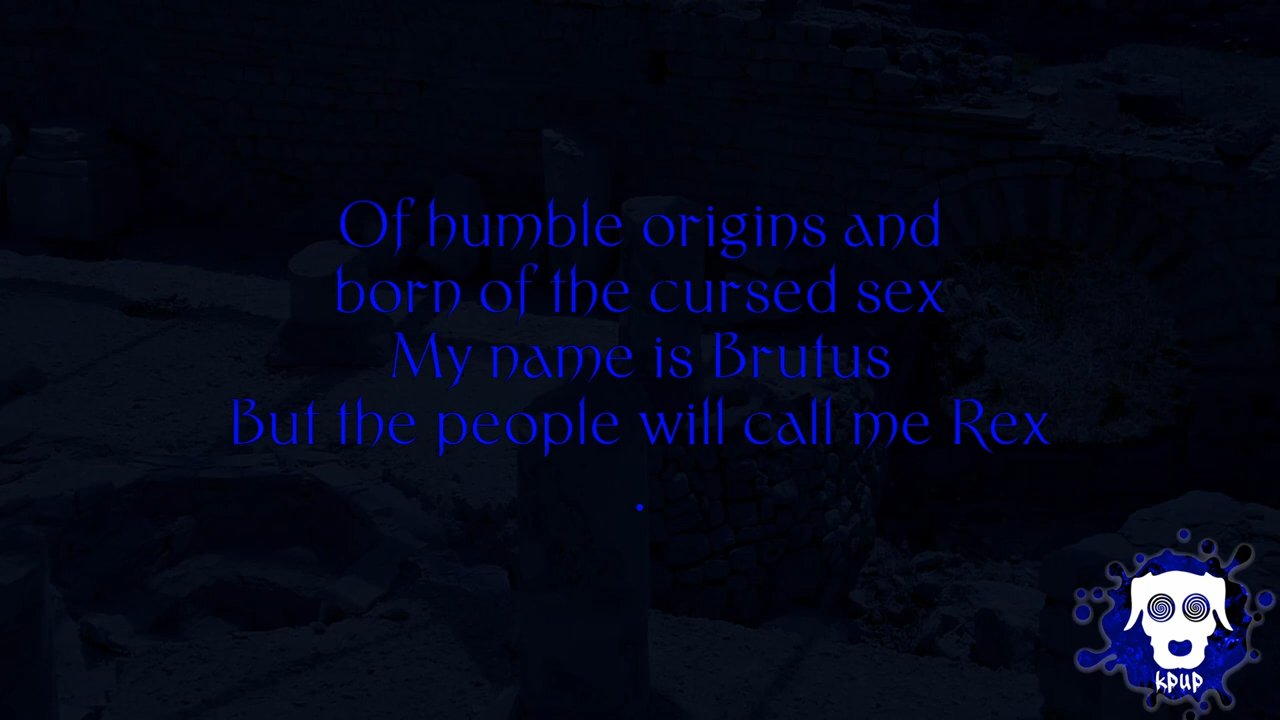 Of humble origins and
born of the cursed sex
My name is Brutus
But the people will call me Rex
.
kpup